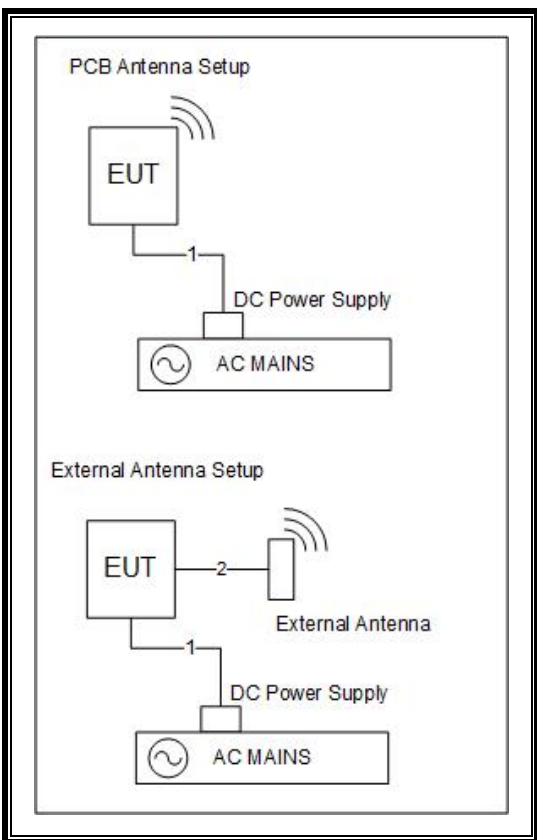 PCB Antenna Setup
EUT
1
DC Power Supply
AC MAINS
External Antenna Setup
EUT
2
External Antenna
1
DC Power Supply
AC MAINS